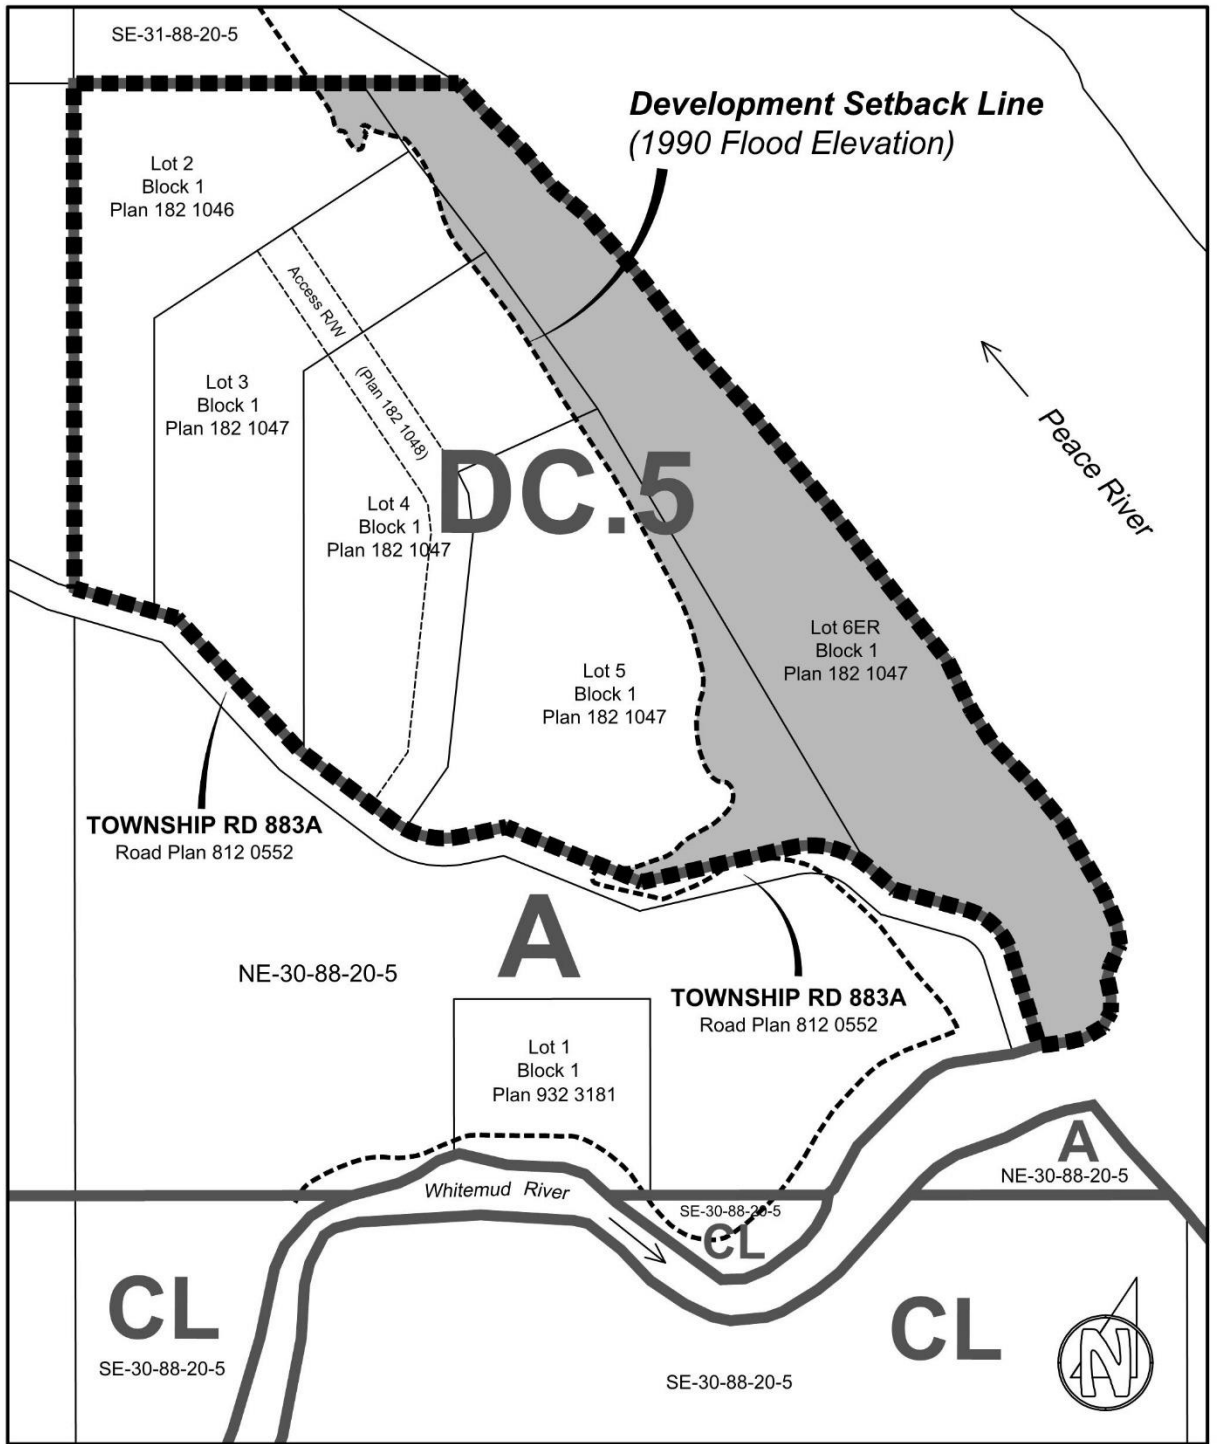 SE-31-88-20-5
Development Setback Line
(1990 Flood Elevation)
Lot 2
Block 1
Plan 182 1046
Access R/W
(Plan 182 1048)
Lot 3
Block 1
Plan 182 1047
Peace River
DC.5
Lot 4
Block 1
Plan 182 1047
Lot 6ER
Block 1
Plan 182 1047
Lot 5
Block 1
Plan 182 1047
TOWNSHIP RD 883A
Road Plan 812 0552
A
NE-30-88-20-5
TOWNSHIP RD 883A
Road Plan 812 0552
Lot 1
Block 1
Plan 932 3181
A
NE-30-88-20-5
Whitemud River
SE-30-88-20-5
CL
CL
SE-30-88-20-5
CL
SE-30-88-20-5
N